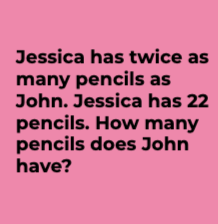 Jessica has twice as
many pencils as
John. Jessica has 22
pencils. How many
pencils does John
have?